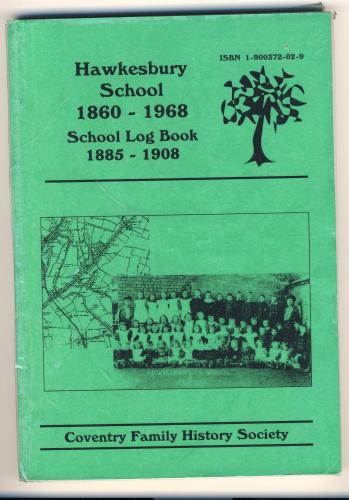 ISBN 1-900372-02-9
Hawkesbury
School
1860 - 1968
School Log Book
1885 - 1908
Coventry Family History Society